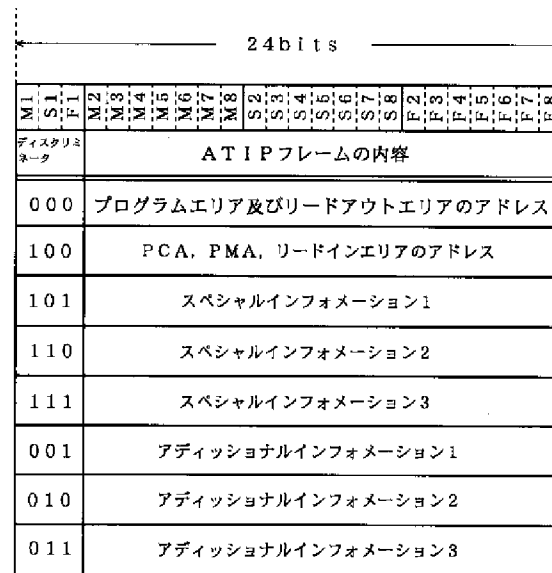 24bits
M1 S1 F1 M2 M3 M4 M5 M6 M7 M8 S2 S3 S4 S5 S6 S7 S8 F2 F3 F4 F5 F6 F7 F8
ディスクリミネータ ATIPフレームの内容
000 プログラムエリア及びリードアウトエリアのアドレス
100 PCA, PMA, リードインエリアのアドレス
101 スペシャルインフォメーション1
110 スペシャルインフォメーション2
111 スペシャルインフォメーション3
001 アディッショナルインフォメーション1
010 アディッショナルインフォメーション2
011 アディッショナルインフォメーション3